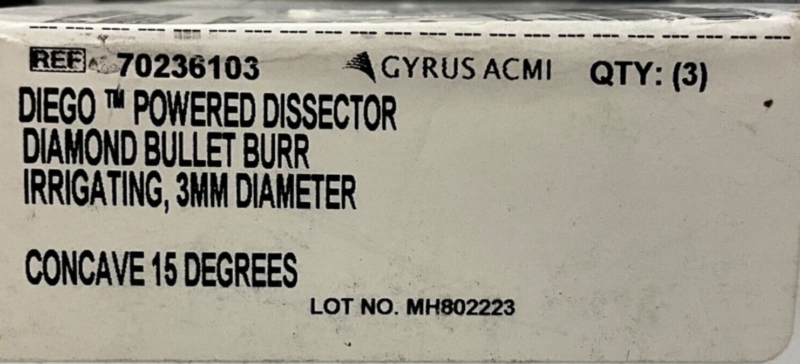 REF 70236103 GYRUS ACMI QTY: (3)
DIEGO ™ POWERED DISSECTOR
DIAMOND BULLET BURR
IRRIGATING, 3MM DIAMETER
CONCAVE 15 DEGREES
LOT NO. MH802223